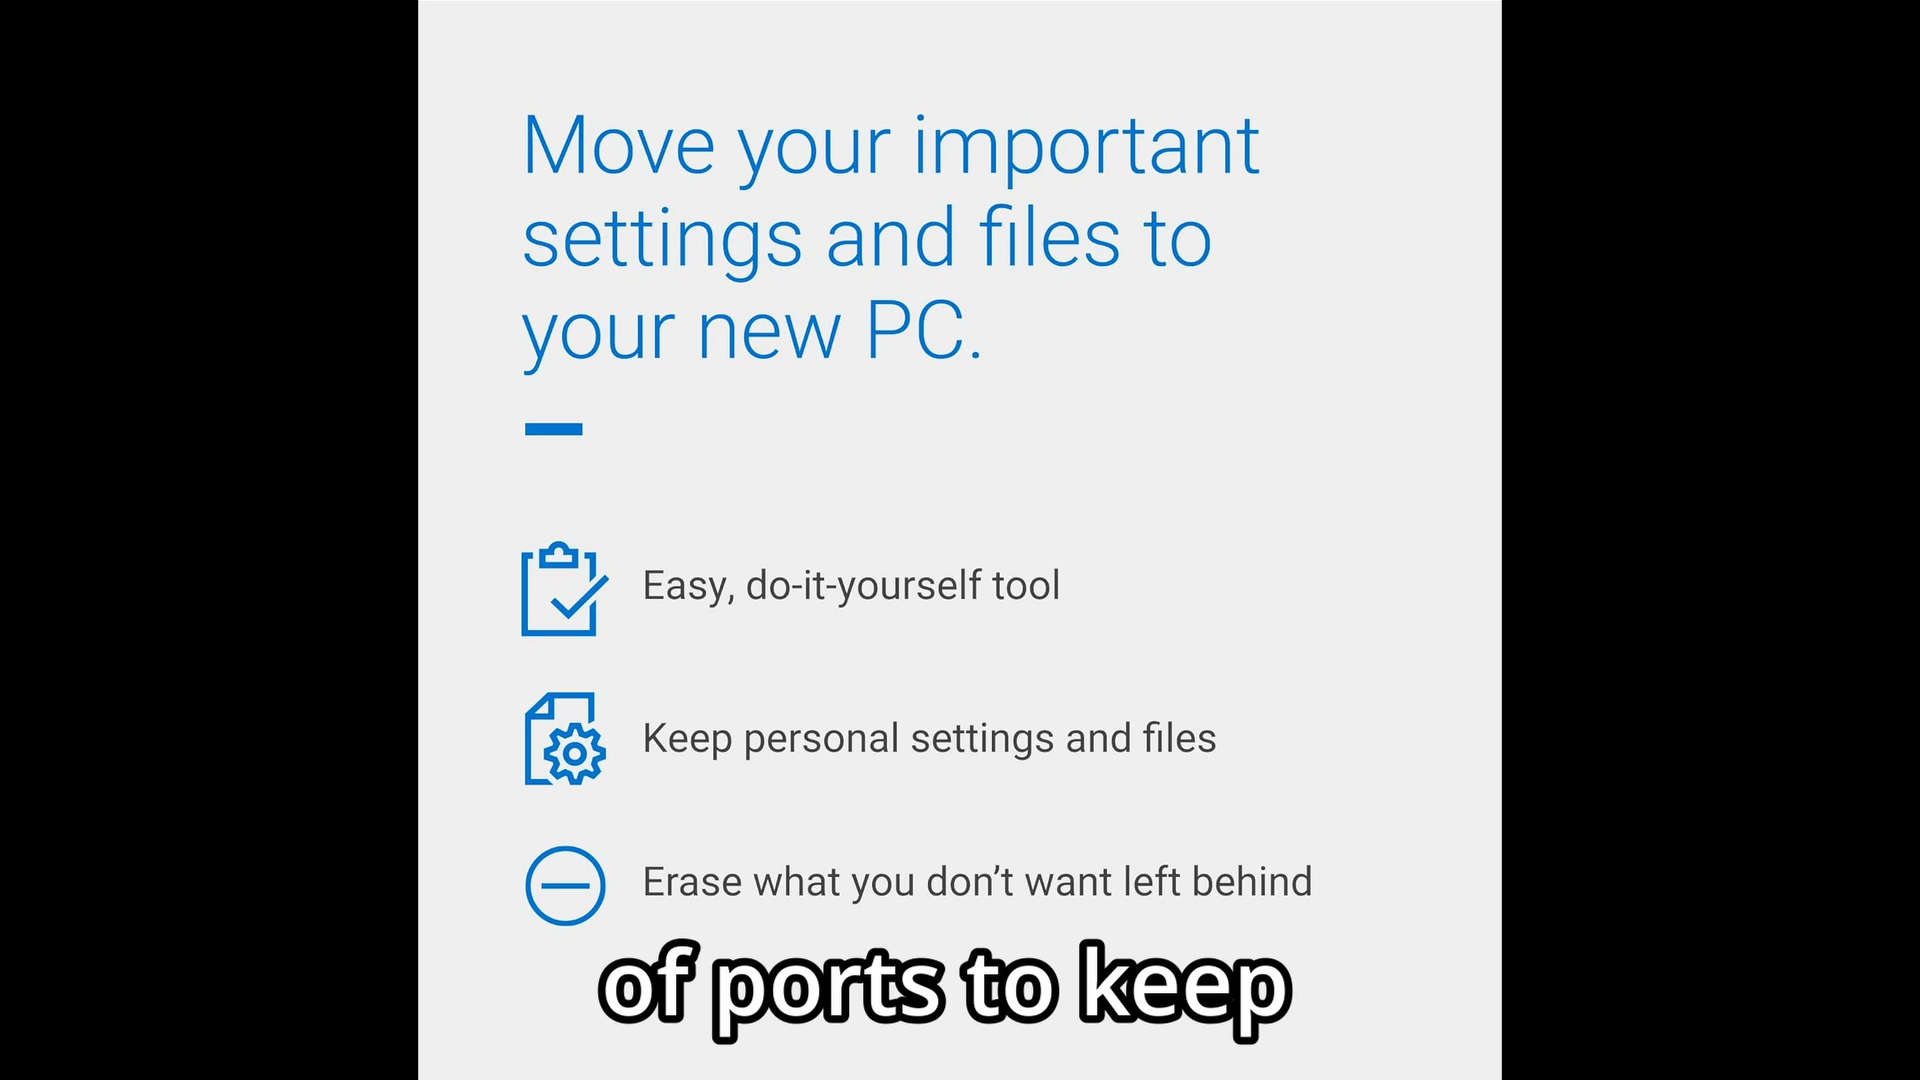 Move your important
settings and files to
your new PC.
Easy, do-it-yourself tool
Keep personal settings and files
Erase what you don’t want left behind
of ports to keep